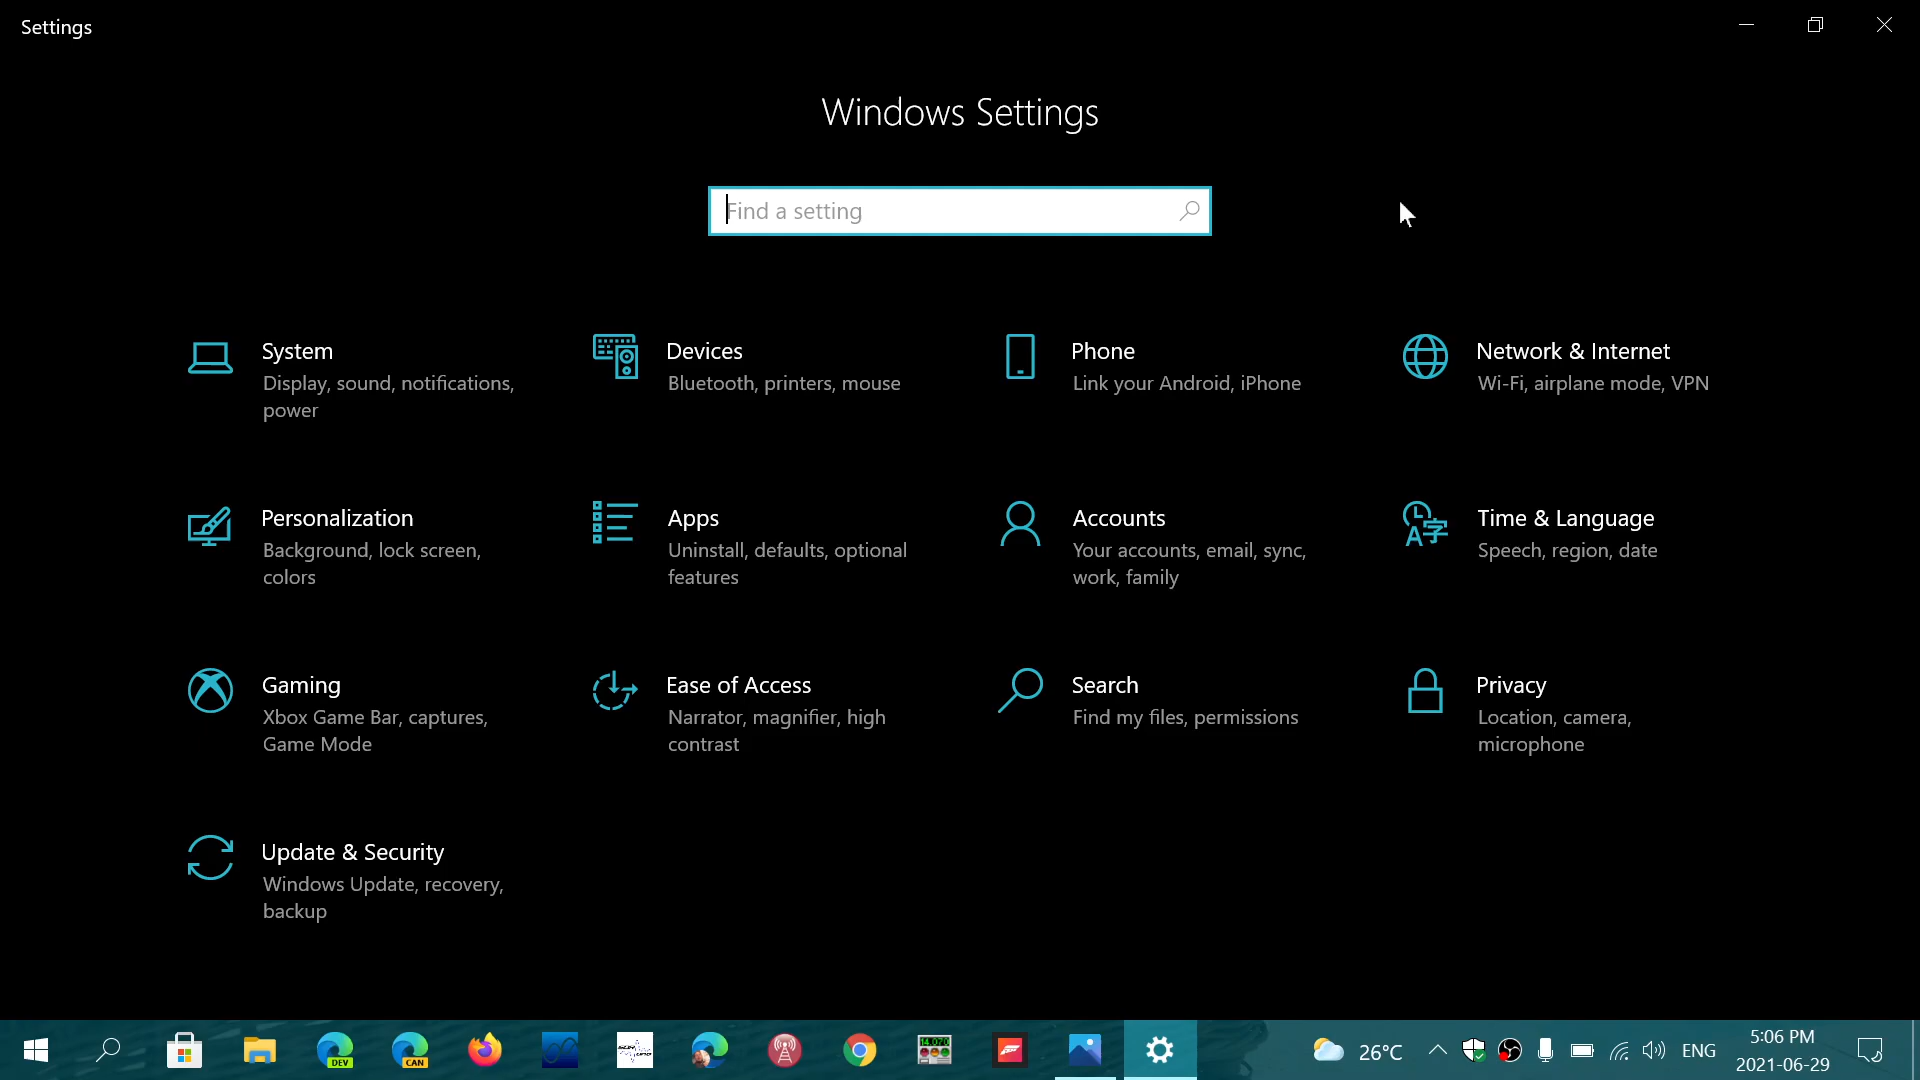 Settings
Windows Settings
Find a setting
System
Display, sound, notifications,
power
Devices
Bluetooth, printers, mouse
Phone
Link your Android, iPhone
Network & Internet
Wi-Fi, airplane mode, VPN
Personalization
Background, lock screen,
colors
Apps
Uninstall, defaults, optional
features
Accounts
Your accounts, email, sync,
work, family
Time & Language
Speech, region, date
Gaming
Xbox Game Bar, captures,
Game Mode
Ease of Access
Narrator, magnifier, high
contrast
Search
Find my files, permissions
Privacy
Location, camera,
microphone
Update & Security
Windows Update, recovery,
backup
DEV
CAN
14.070
26°C
ENG
5:06 PM
2021-06-29